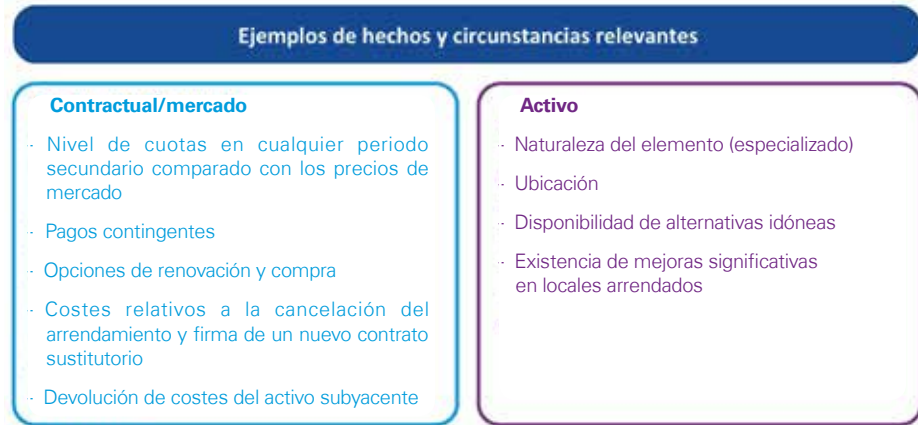 Ejemplos de hechos y circunstancias relevantes
Contractual/mercado
· Nivel de cuotas en cualquier periodo
secundario comparado con los precios de
mercado
· Pagos contingentes
· Opciones de renovación y compra
· Costes relativos a la cancelación del
arrendamiento y firma de un nuevo contrato
sustitutorio
· Devolución de costes del activo subyacente
Activo
· Naturaleza del elemento (especializado)
· Ubicación
· Disponibilidad de alternativas idóneas
· Existencia de mejoras significativas
en locales arrendados